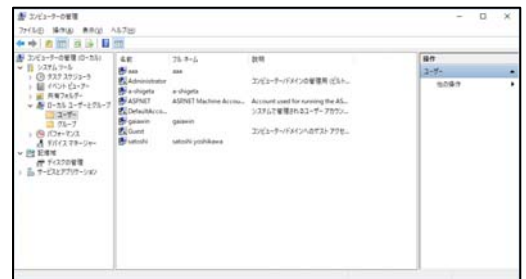 コンピューターの管理
ファイル(F) 操作(A) 表示(V) ヘルプ(H)
コンピューターの管理 (ローカル)
システム ツール
タスク スケジューラ
イベント ビューアー
共有フォルダー
ローカル ユーザーとグループ
ユーザー
グループ
パフォーマンス
デバイス マネージャー
記憶域
ディスクの管理
サービスとアプリケーション
名前 フル ネーム 説明
aaa aaa
Administrator コンピューター/ドメインの管理用 (ビルト...
a-shigeta a-shigeta
ASPNET ASP.NET Machine Accou... Account used for running the AS...
DefaultAcco... システムで管理されるユーザー アカウン...
gaiawin gaiawin
Guest コンピューター/ドメインへのゲスト アクセ...
satoshi satoshi yoshikawa
操作
ユーザー
他の操作